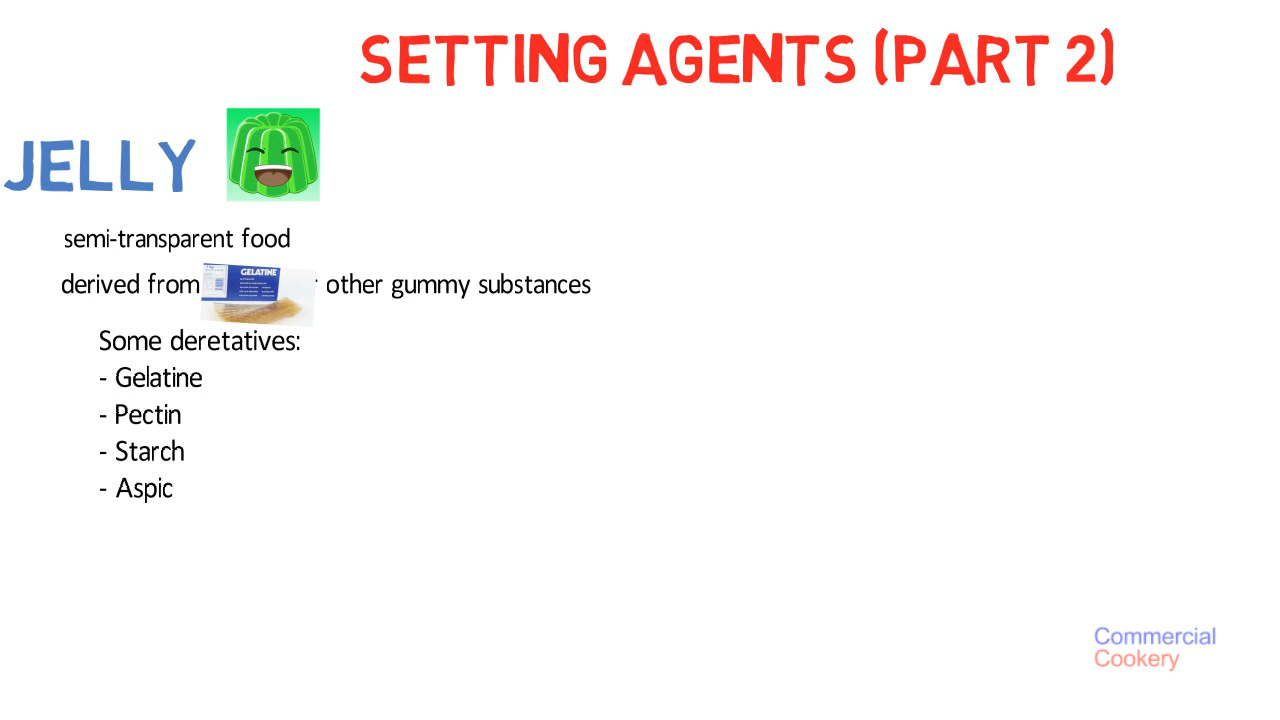 SETTING AGENTS (PART 2)
JELLY
semi-transparent food
derived from other gummy substances
GELATINE
Some deretatives:
- Gelatine
- Pectin
- Starch
- Aspic
Commercial
Cookery